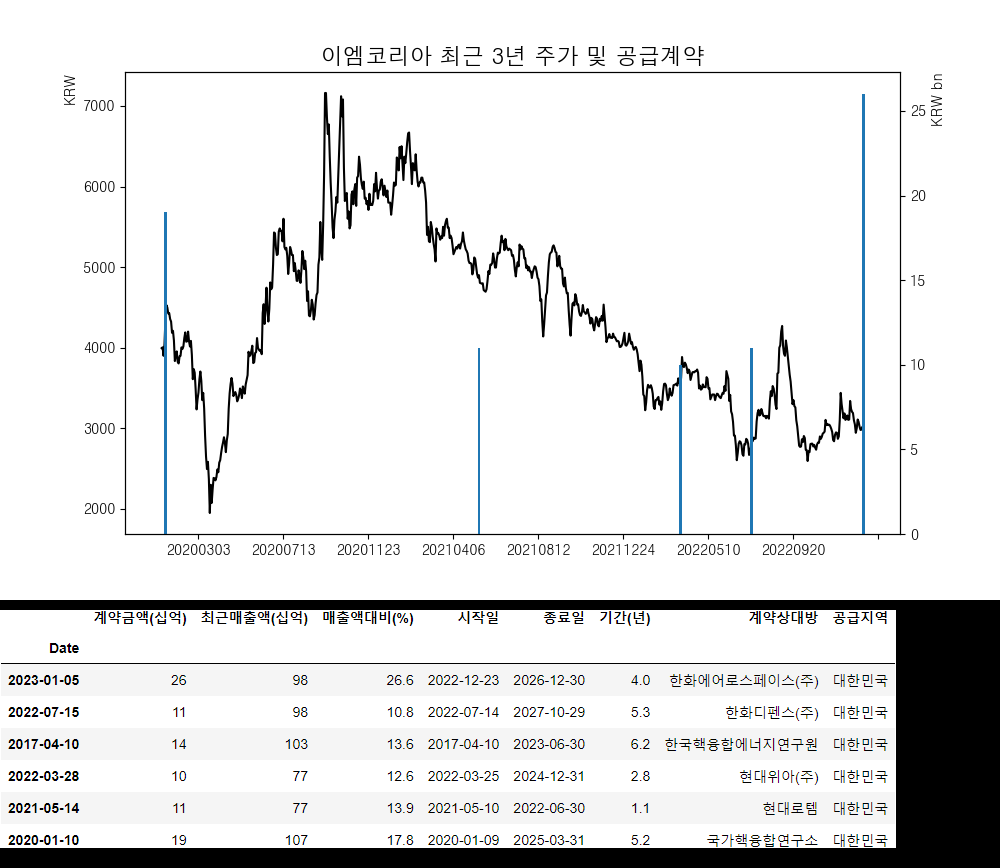 이엠코리아 최근 3년 주가 및 공급계약
KRW
KRW bn
7000
6000
5000
4000
3000
2000
25
20
15
10
5
0
20200303 20200713 20201123 20210406 20210812 20211224 20220510 20220920
계약금액(십억) 최근매출액(십억) 매출액대비(%) 시작일 종료일 기간(년) 계약상대방 공급지역
Date
2023-01-05 26 98 26.6 2022-12-23 2026-12-30 4.0 한화에어로스페이스(주) 대한민국
2022-07-15 11 98 10.8 2022-07-14 2027-10-29 5.3 한화디펜스(주) 대한민국
2017-04-10 14 103 13.6 2017-04-10 2023-06-30 6.2 한국핵융합에너지연구원 대한민국
2022-03-28 10 77 12.6 2022-03-25 2024-12-31 2.8 현대위아(주) 대한민국
2021-05-14 11 77 13.9 2021-05-10 2022-06-30 1.1 현대로템 대한민국
2020-01-10 19 107 17.8 2020-01-09 2025-03-31 5.2 국가핵융합연구소 대한민국